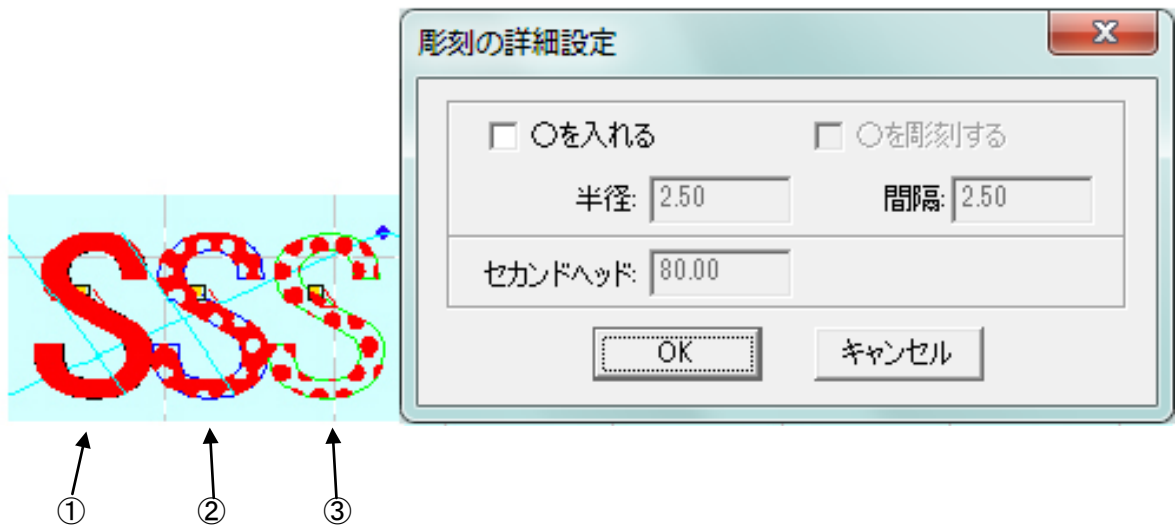 彫刻の詳細設定
○を入れる ○を彫刻する
半径: 2.50 間隔: 2.50
セカンドヘッド: 80.00
OK キャンセル
SSS
① ② ③